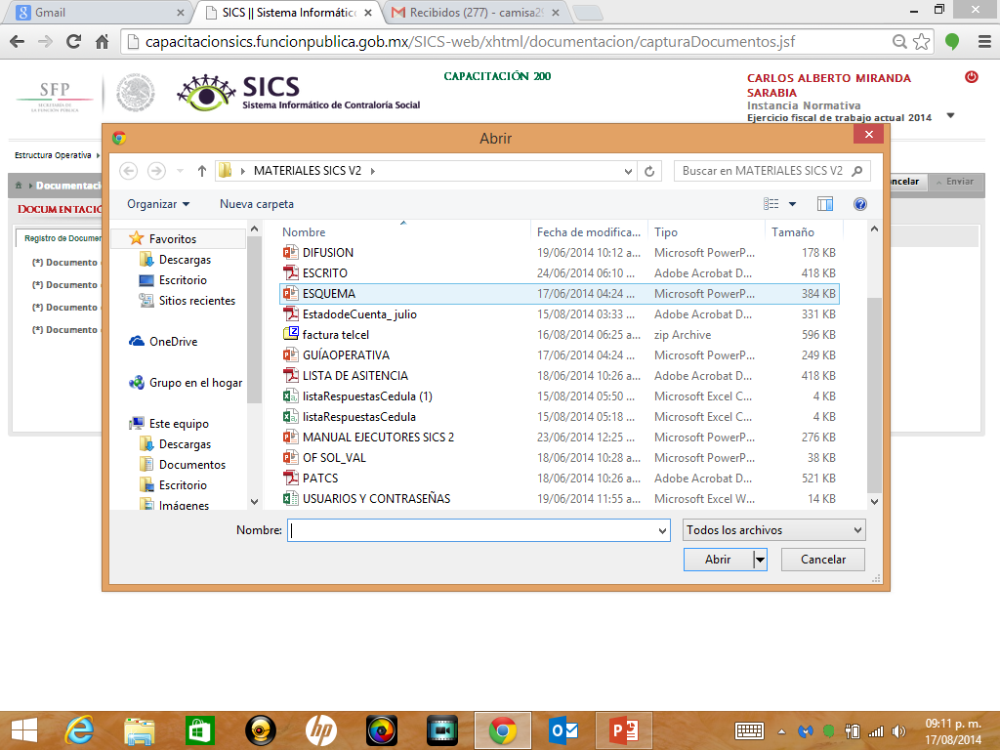 Gmail
SICS || Sistema Informátic
Recibidos (277) - camisa29
capacitacionsics.funcionpublica.gob.mx/SICS-web/xhtml/documentacion/capturaDocumentos.jsf
SFP
SECRETARÍA DE
LA FUNCIÓN PÚBLICA
SICS
Sistema Informático de Contraloría Social
CAPACITACIÓN 200
CARLOS ALBERTO MIRANDA
SARABIA
Instancia Normativa
Ejercicio fiscal de trabajo actual 2014
Estructura Operativa
Documentac
ncelar
Enviar
DOCUMENTACIÓ
Registro de Documen
(*) Documento
(*) Documento
(*) Documento
(*) Documento
Abrir
MATERIALES SICS V2
Buscar en MATERIALES SICS V2
Organizar
Nueva carpeta
Favoritos
Descargas
Escritorio
Sitios recientes
OneDrive
Grupo en el hogar
Este equipo
Descargas
Documentos
Escritorio
Imágenes
Nombre Fecha de modifica... Tipo Tamaño
DIFUSION 19/06/2014 10:12 a... Microsoft PowerP... 178 KB
ESCRITO 24/06/2014 06:10 ... Adobe Acrobat D... 418 KB
ESQUEMA 17/06/2014 04:24 ... Microsoft PowerP... 384 KB
EstadodeCuenta_ julio 15/08/2014 03:33 ... Adobe Acrobat D... 331 KB
factura telcel 16/08/2014 06:25 a... zip Archive 596 KB
GUÍAOPERATIVA 17/06/2014 04:24 ... Microsoft PowerP... 249 KB
LISTA DE ASITENCIA 18/06/2014 10:26 a... Adobe Acrobat D... 418 KB
listaRespuestasCedula (1) 15/08/2014 05:50 ... Microsoft Excel C... 4 KB
listaRespuestasCedula 15/08/2014 05:18 ... Microsoft Excel C... 4 KB
MANUAL EJECUTORES SICS 2 23/06/2014 12:25 ... Microsoft PowerP... 276 KB
OF SOL_VAL 18/06/2014 10:28 a... Microsoft PowerP... 38 KB
PATCS 18/06/2014 10:26 a... Adobe Acrobat D... 521 KB
USUARIOS Y CONTRASEÑAS 19/06/2014 11:55 a... Microsoft Excel W... 14 KB
Nombre:
Todos los archivos
Abrir
Cancelar
hp
09:11 p. m.
17/08/2014